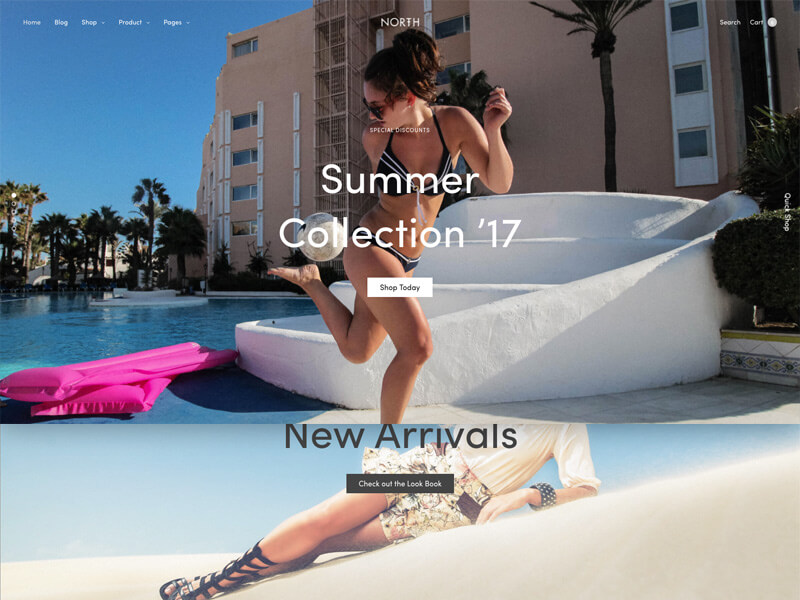 Home Blog Shop Product Pages NORTH Search Cart
SPECIAL DISCOUNTS
Summer
Collection ’17
Quick Shop
Shop Today
New Arrivals
Check out the Look Book